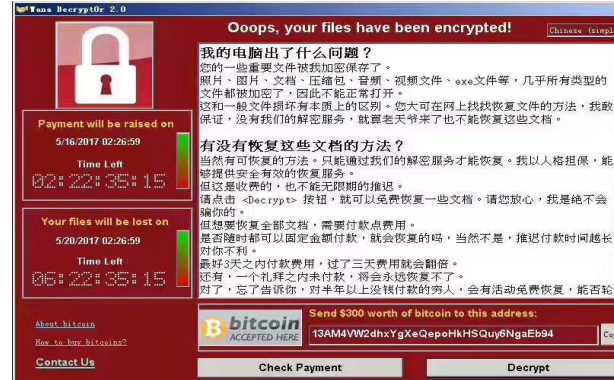 Wana Decrypt0r 2.0
Ooops, your files have been encrypted!
Chinese (simpl
Payment will be raised on
5/16/2017 02:26:59
Time Left
02:22:35:15
Your files will be lost on
5/20/2017 02:26:59
Time Left
06:22:35:15
About bitcoin
How to buy bitcoins?
Contact Us
我的电脑出了什么问题？
您的一些重要文件被我加密保存了。
照片、图片、文档、压缩包、音频、视频文件、exe文件等，几乎所有类型的
文件都被加密了，因此不能正常打开。
这和一般文件损坏有本质上的区别。您大可在网上找找恢复文件的方法，我敢
保证，没有我们的解密服务，就算老天爷来了也不能恢复这些文档。
有没有恢复这些文档的方法？
当然有可恢复的方法。只能通过我们的解密服务才能恢复。我以人格担保，能
够提供安全有效的恢复服务。
但这是收费的，也不能无限期的推迟。
请点击 <Decrypt> 按钮，就可以免费恢复一些文档。请您放心，我是绝不会
骗你的。
但想要恢复全部文档，需要付款点费用。
是否随时都可以固定金额付款，就会恢复的吗，当然不是，推迟付款时间越长
对你不利。
最好3天之内付款费用，过了三天费用就会翻倍。
还有，一个礼拜之内未付款，将会永远恢复不了。
对了，忘了告诉你，对半年以上没钱付款的穷人，会有活动免费恢复，能否轮
bitcoin
ACCEPTED HERE
Send $300 worth of bitcoin to this address:
13AM4VW2dhxYgXeQepoHkHSQuy6NgaEb94
Check Payment
Decrypt